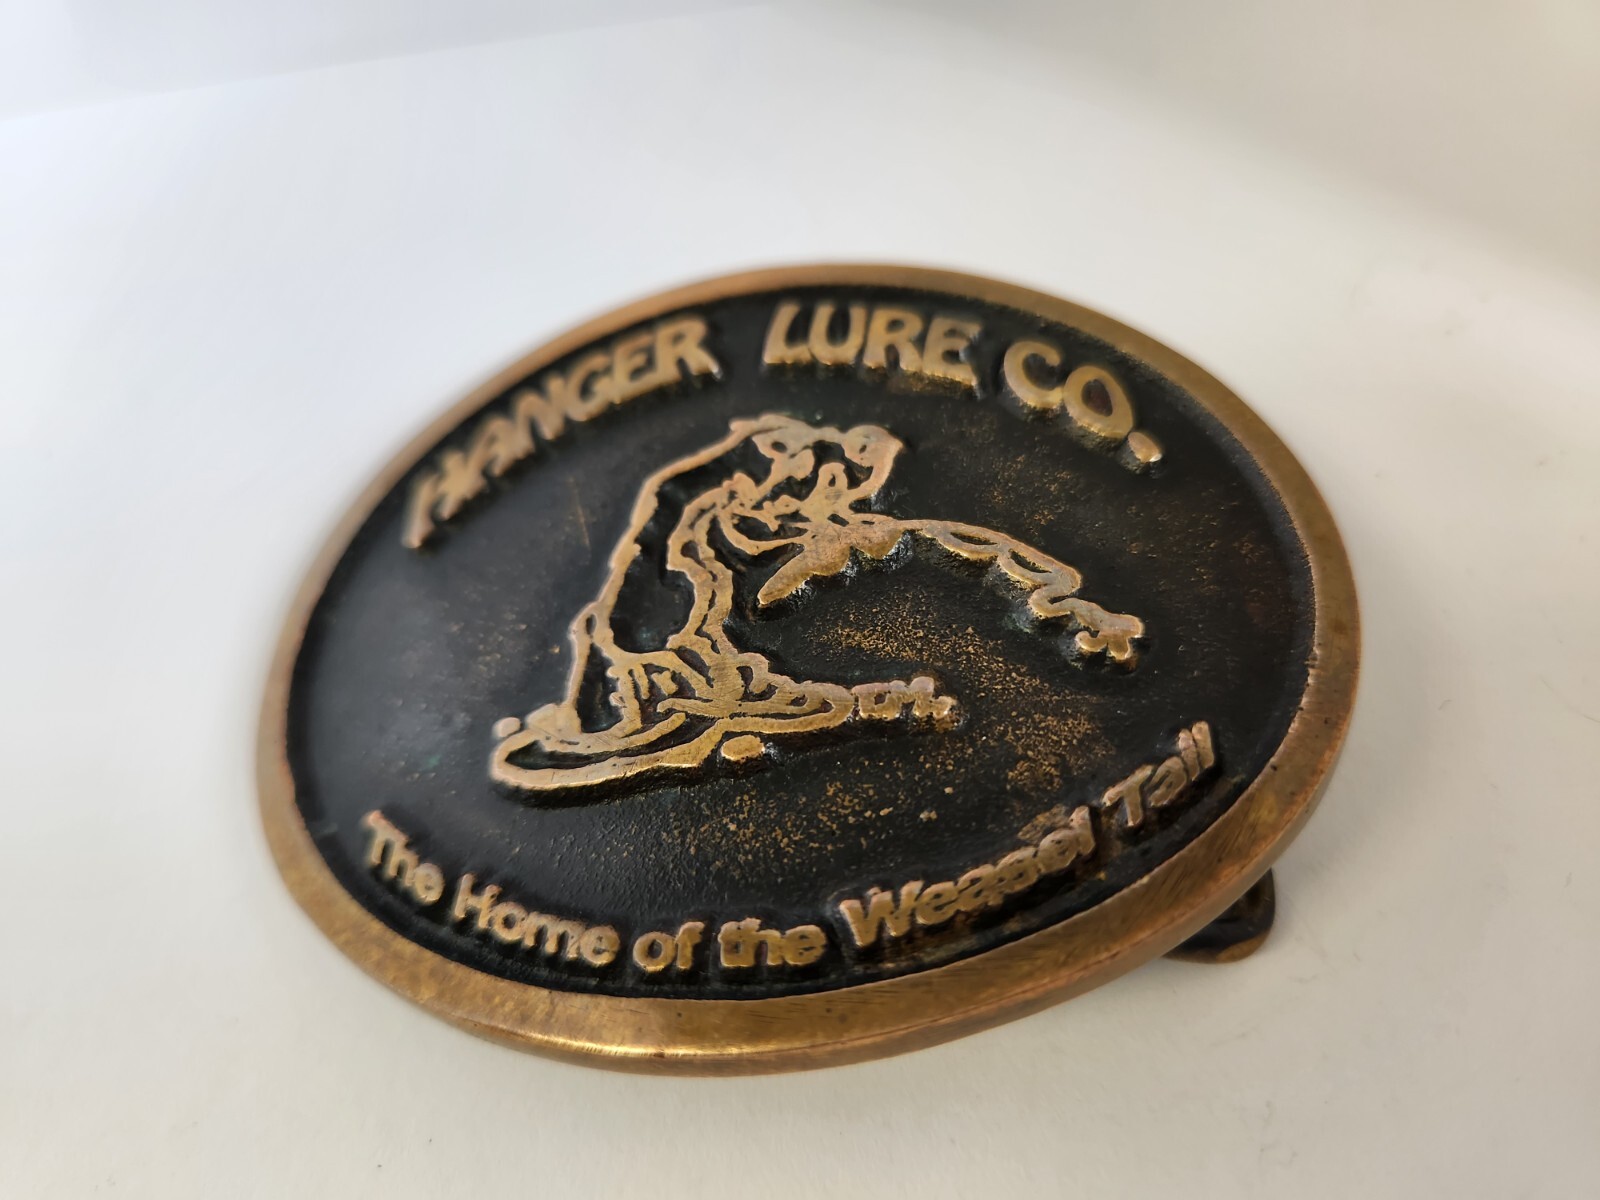 HANGER LURE CO.
The Home of the Weasel Tail